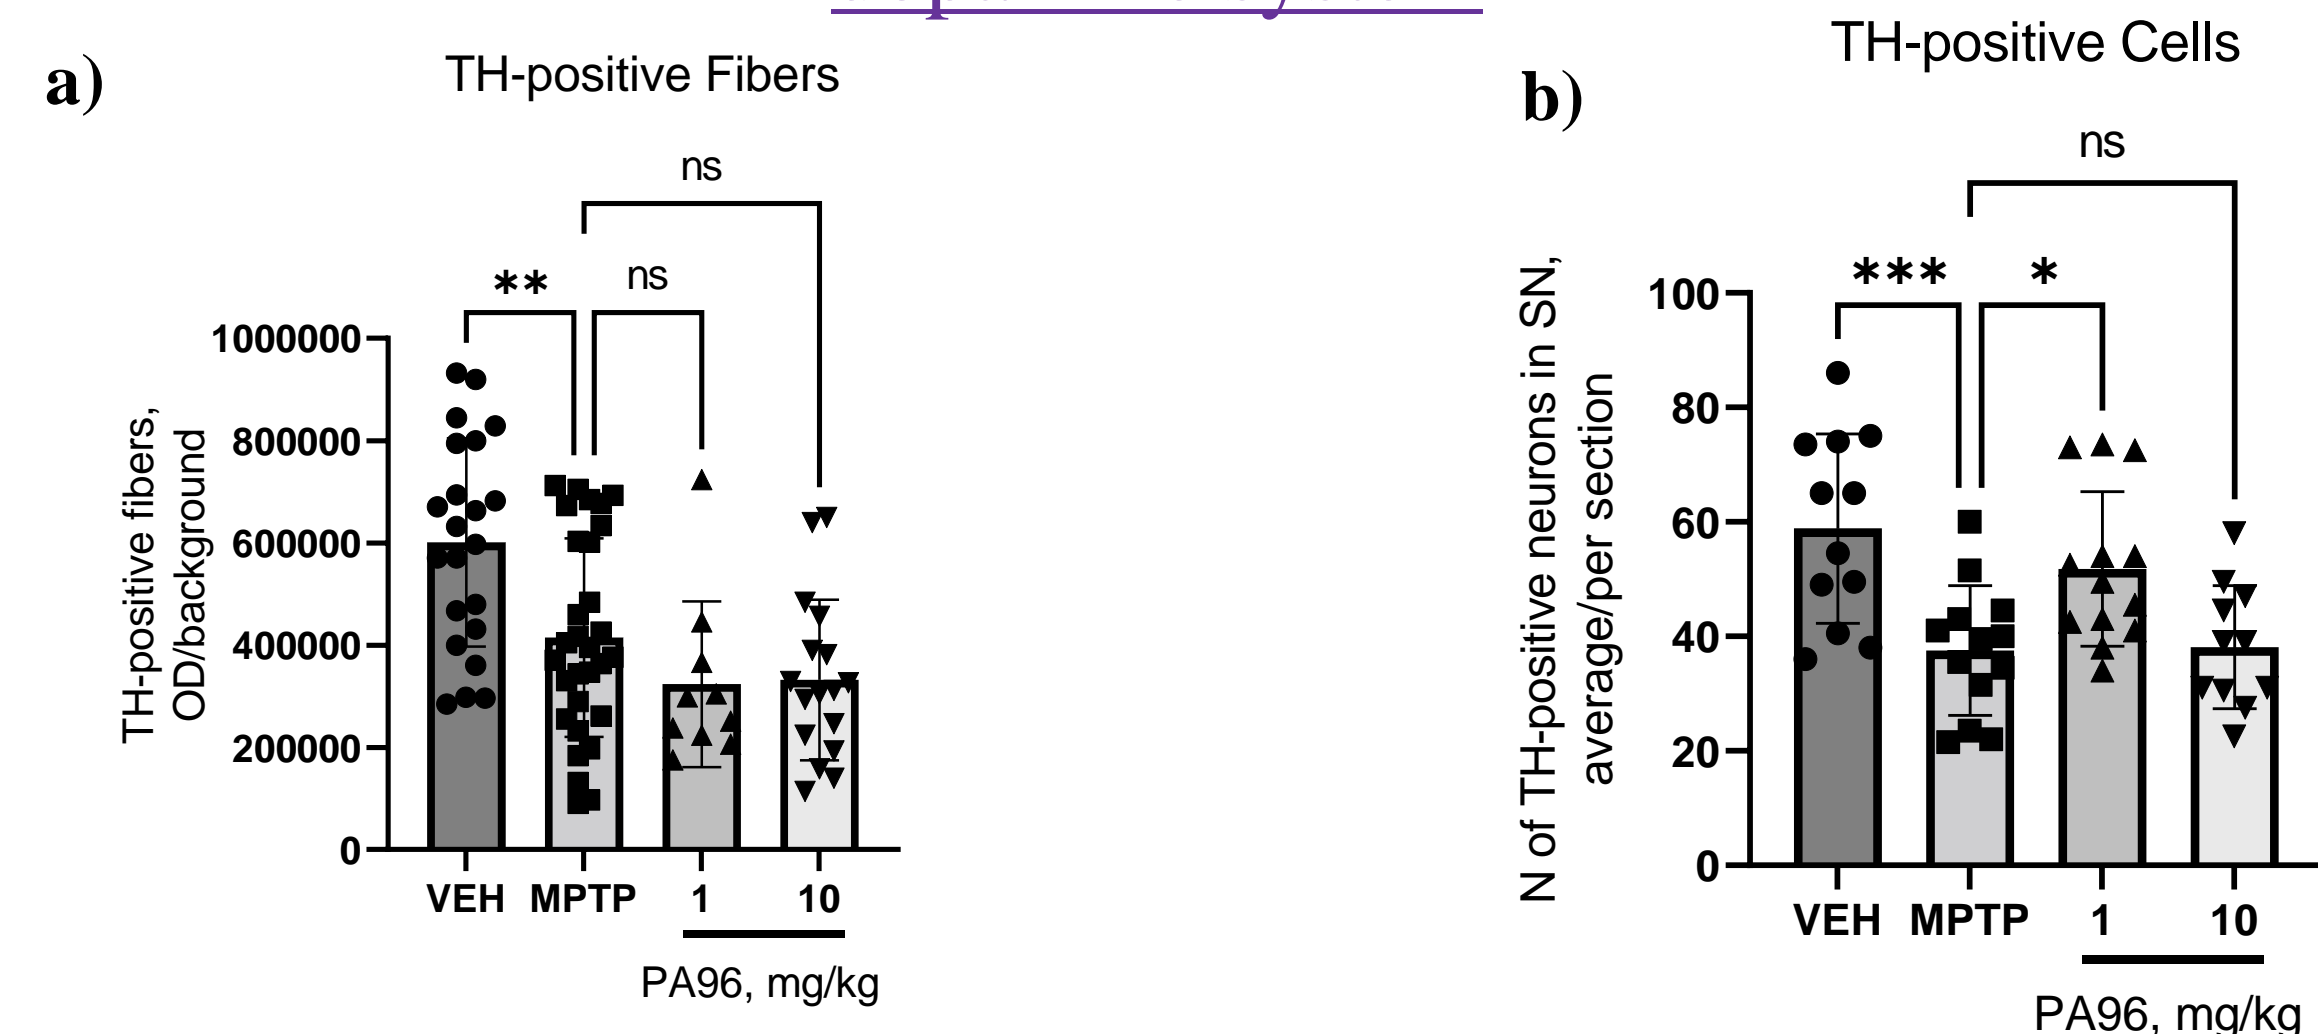 a)
TH-positive Fibers
ns
**
ns
TH-positive fibers,
OD/background
1000000
800000
600000
400000
200000
0
VEH MPTP 1 10
PA96, mg/kg
b)
TH-positive Cells
ns
***
*
N of TH-positive neurons in SN,
average/per section
100
80
60
40
20
0
VEH MPTP 1 10
PA96, mg/kg